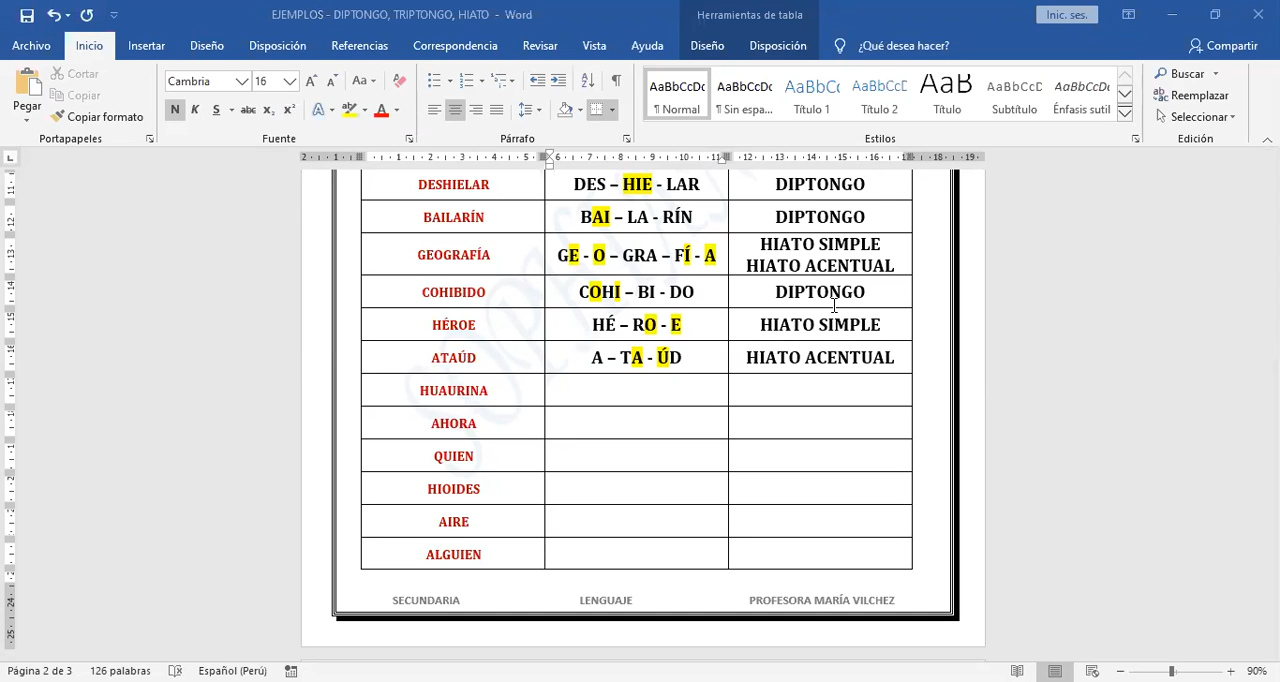 EJEMPLOS - DIPTONGO, TRIPTONGO, HIATO - Word
Herramientas de tabla
Inic. ses.
Archivo Inicio Insertar Diseño Disposición Referencias Correspondencia Revisar Vista Ayuda Diseño Disposición ¿Qué desea hacer? Compartir
Pegar
Cortar
Copiar
Copiar formato
Portapapeles
Cambria 16
Fuente
Párrafo
AaBbCcDc AaBbCcDc AaBbCc AaBbCcD AaB AaBbCcD AaBbCcDc
¶ Normal ¶ Sin espa... Título 1 Título 2 Título Subtítulo Énfasis sutil
Estilos
Buscar
Reemplazar
Seleccionar
Edición
DESHIELAR DES – HIE - LAR DIPTONGO
BAILARÍN BAI – LA - RÍN DIPTONGO
GEOGRAFÍA GE - O – GRA – FÍ - A HIATO SIMPLE
HIATO ACENTUAL
COHIBIDO COHI – BI - DO DIPTONGO
HÉROE HÉ – RO - E HIATO SIMPLE
ATAÚD A – TA - ÚD HIATO ACENTUAL
HUAURINA
AHORA
QUIEN
HIOIDES
AIRE
ALGUIEN
SECUNDARIA LENGUAJE PROFESORA MARÍA VILCHEZ
Página 2 de 3 126 palabras Español (Perú) 90%